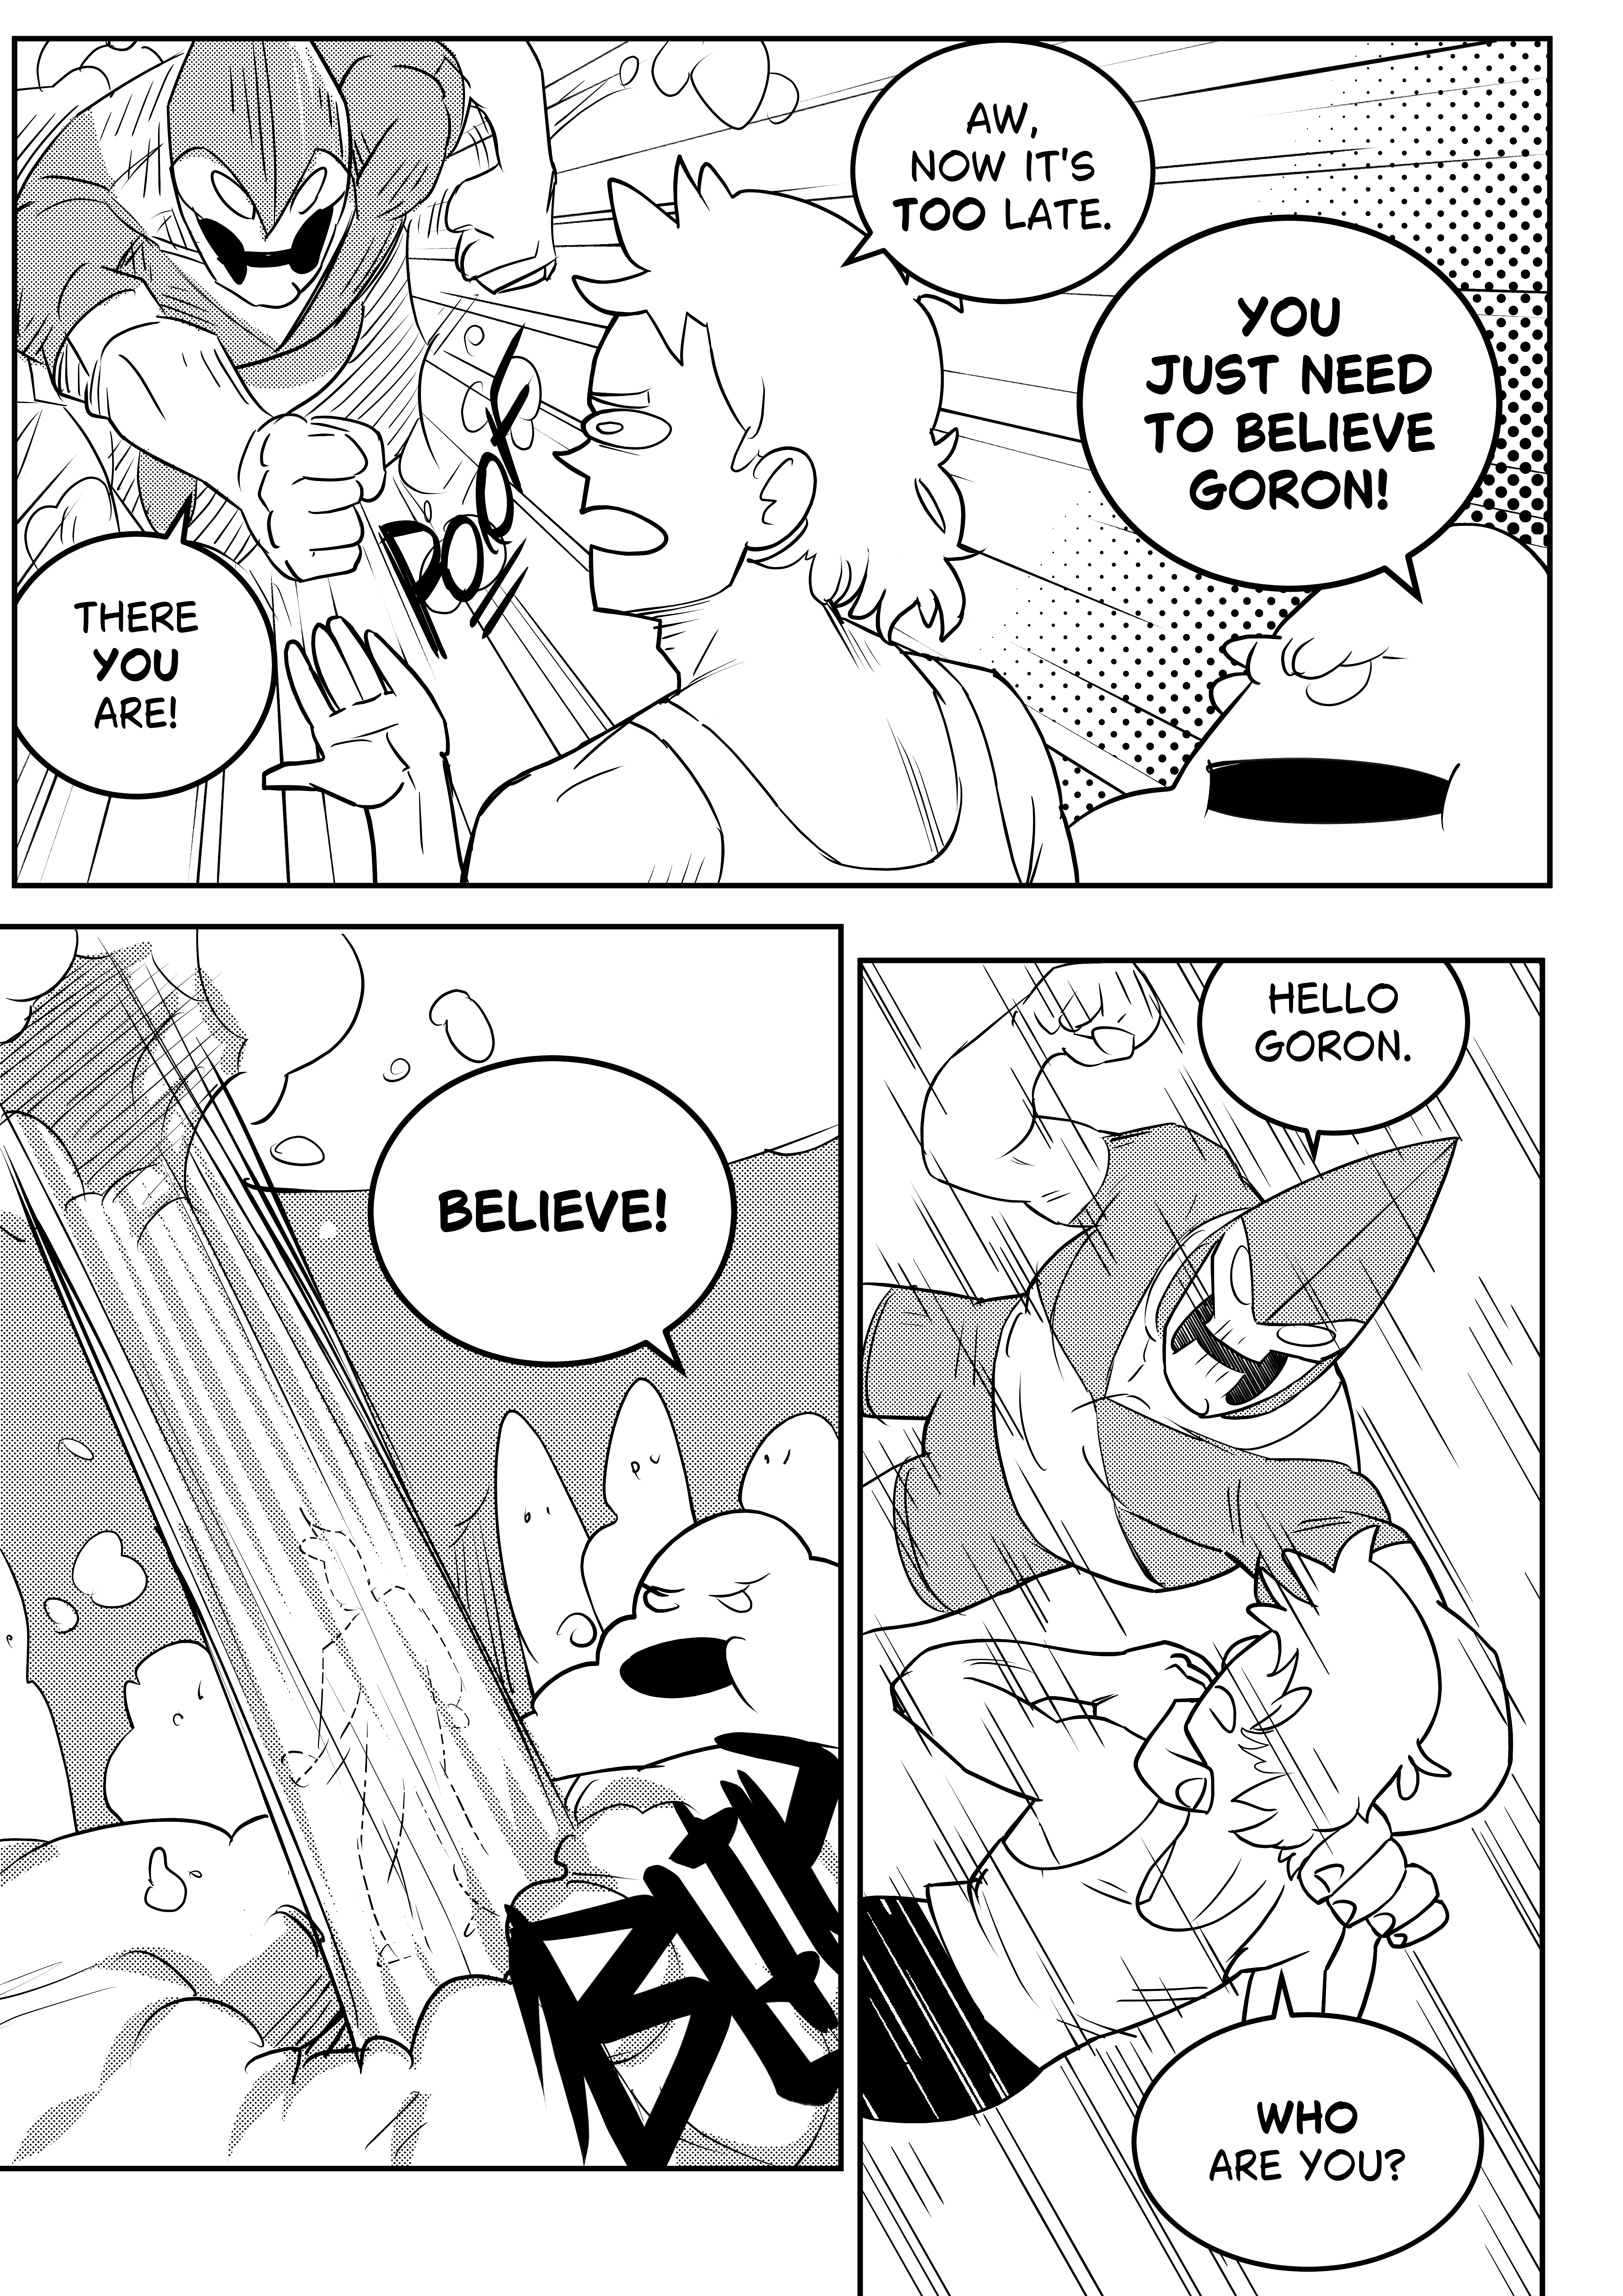 YOU
JUST NEED
TO BELIEVE
GORON!
AW,
NOW IT'S
TOO LATE.
POOF
THERE
YOU
ARE!
HELLO
GORON.
WHO
ARE YOU?
BELIEVE!